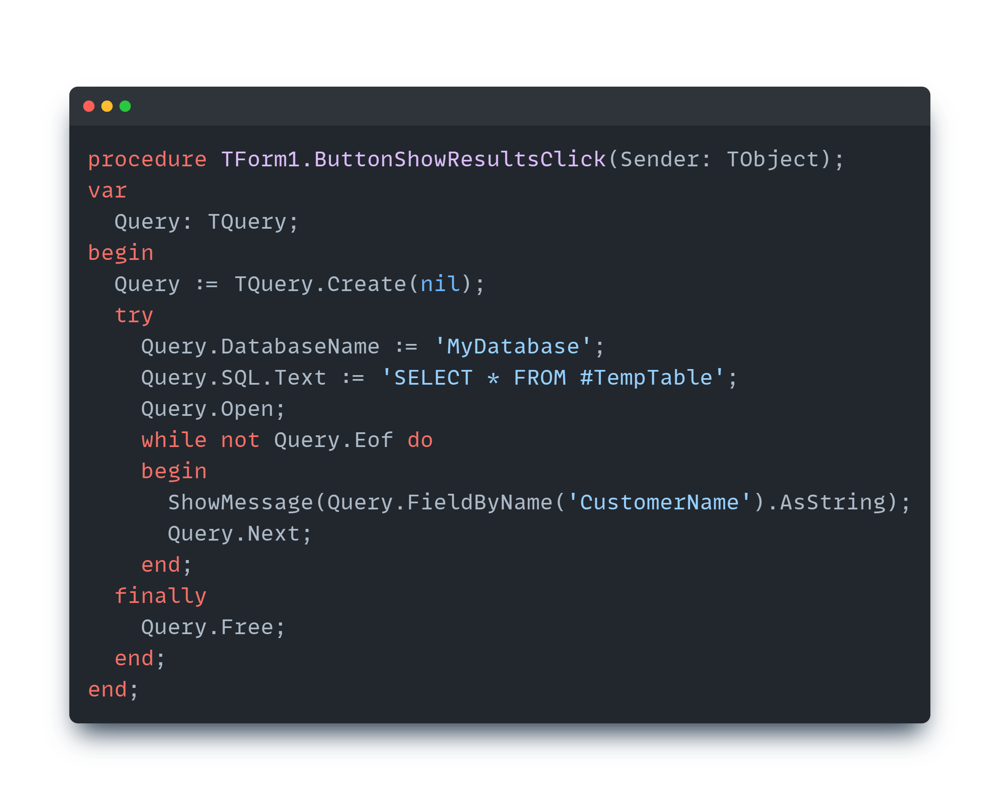 procedure TForm1.ButtonShowResultsClick(Sender: TObject);
var
  Query: TQuery;
begin
  Query := TQuery.Create(nil);
  try
    Query.DatabaseName := 'MyDatabase';
    Query.SQL.Text := 'SELECT * FROM #TempTable';
    Query.Open;
    while not Query.Eof do
    begin
      ShowMessage(Query.FieldByName('CustomerName').AsString);
      Query.Next;
    end;
  finally
    Query.Free;
  end;
end;